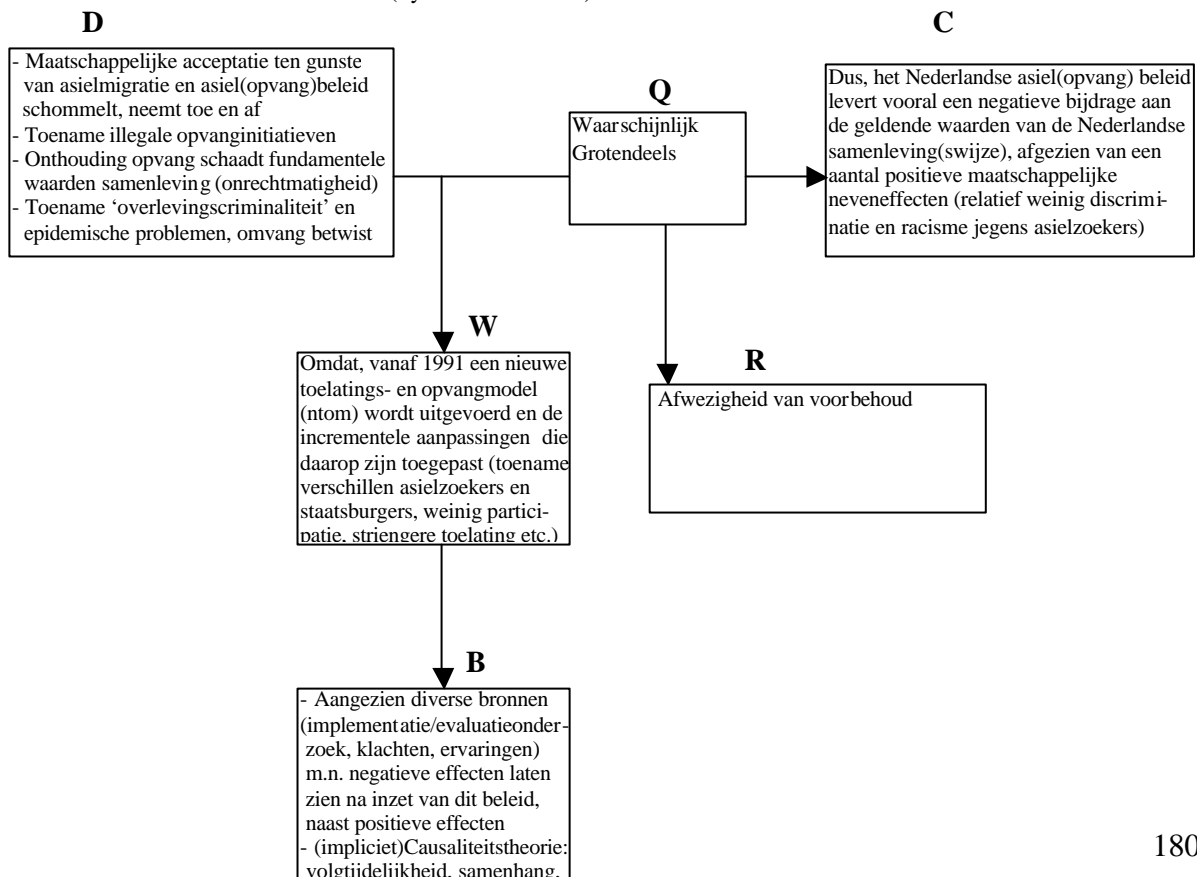 D
- Maatschappelijke acceptatie ten gunste
van asielmigratie en asiel(opvang)beleid
schommelt, neemt toe en af
- Toename illegale opvanginitiatieven
- Onthouding opvang schaadt fundamentele
waarden samenleving (onrechtmatigheid)
- Toename ‘overlevingscriminaliteit’ en
epidemische problemen, omvang betwist
Q
Waarschijnlijk
Grotendeels
C
Dus, het Nederlandse asiel(opvang) beleid
levert vooral een negatieve bijdrage aan
de geldende waarden van de Nederlandse
samenleving(swijze), afgezien van een
aantal positieve maatschappelijke
neveneffecten (relatief weinig discrimi-
natie en racisme jegens asielzoekers)
W
Omdat, vanaf 1991 een nieuwe
toelatings- en opvangmodel
(ntom) wordt uitgevoerd en de
incrementele aanpassingen die
daarop zijn toegepast (toename
verschillen asielzoekers en
staatsburgers, weinig partici-
patie, striengere toelating etc.)
R
Afwezigheid van voorbehoud
B
- Aangezien diverse bronnen
(implementatie/evaluatieonder-
zoek, klachten, ervaringen)
m.n. negatieve effecten laten
zien na inzet van dit beleid,
naast positieve effecten
- (impliciet)Causaliteitstheorie:
volgtijdelijkheid, samenhang,
180